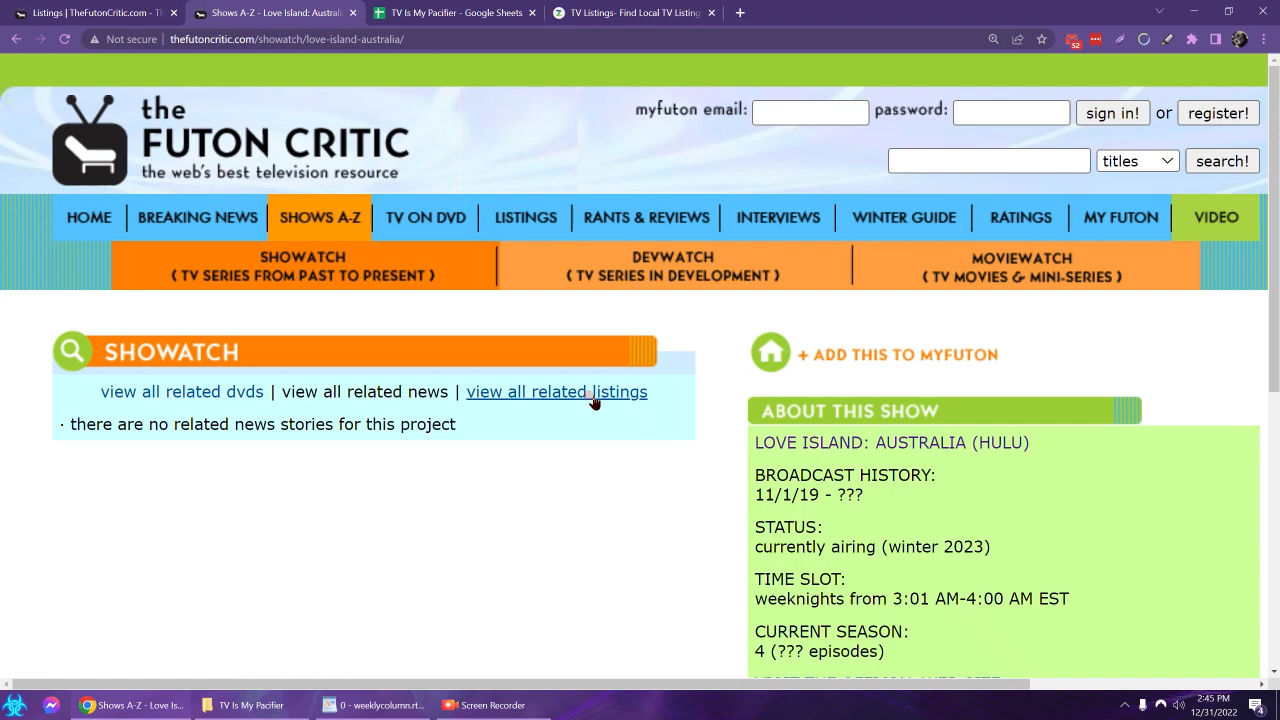 Listings | TheFutonCritic.com - Th
Shows A-Z - Love Island: Australi
TV Is My Pacifier - Google Sheets
TV Listings- Find Local TV Listing
Not secure | thefutoncritic.com/showatch/love-island-australia/
52
the
FUTON CRITIC
the web's best television resource
myfuton email:
password:
sign in!
or
register!
titles
search!
HOME
BREAKING NEWS
SHOWS A-Z
TV ON DVD
LISTINGS
RANTS & REVIEWS
INTERVIEWS
WINTER GUIDE
RATINGS
MY FUTON
VIDEO
SHOWATCH
( TV SERIES FROM PAST TO PRESENT )
DEVWATCH
( TV SERIES IN DEVELOPMENT )
MOVIEWATCH
( TV MOVIES & MINI-SERIES )
SHOWATCH
view all related dvds | view all related news | view all related listings
· there are no related news stories for this project
+ ADD THIS TO MYFUTON
ABOUT THIS SHOW
LOVE ISLAND: AUSTRALIA (HULU)
BROADCAST HISTORY:
11/1/19 - ???
STATUS:
currently airing (winter 2023)
TIME SLOT:
weeknights from 3:01 AM-4:00 AM EST
CURRENT SEASON:
4 (??? episodes)
Shows A-Z - Love Is...
TV Is My Pacifier
0 - weeklycolumn.rt...
Screen Recorder
2:45 PM
12/31/2022
4